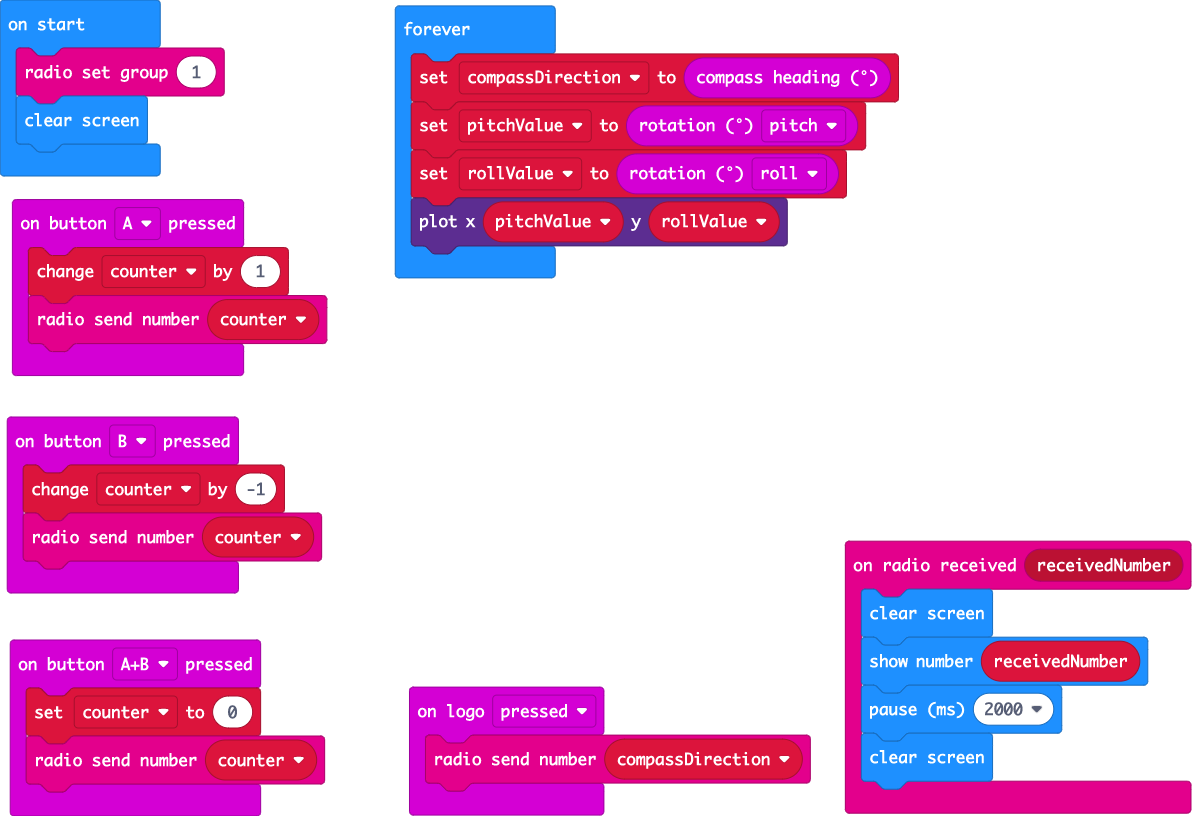 on start
radio set group 1
clear screen
on button A pressed
change counter by 1
radio send number counter
on button B pressed
change counter by -1
radio send number counter
on button A+B pressed
set counter to 0
radio send number counter
forever
set compassDirection to compass heading (°)
set pitchValue to rotation (°) pitch
set rollValue to rotation (°) roll
plot x pitchValue y rollValue
on logo pressed
radio send number compassDirection
on radio received receivedNumber
clear screen
show number receivedNumber
pause (ms) 2000
clear screen